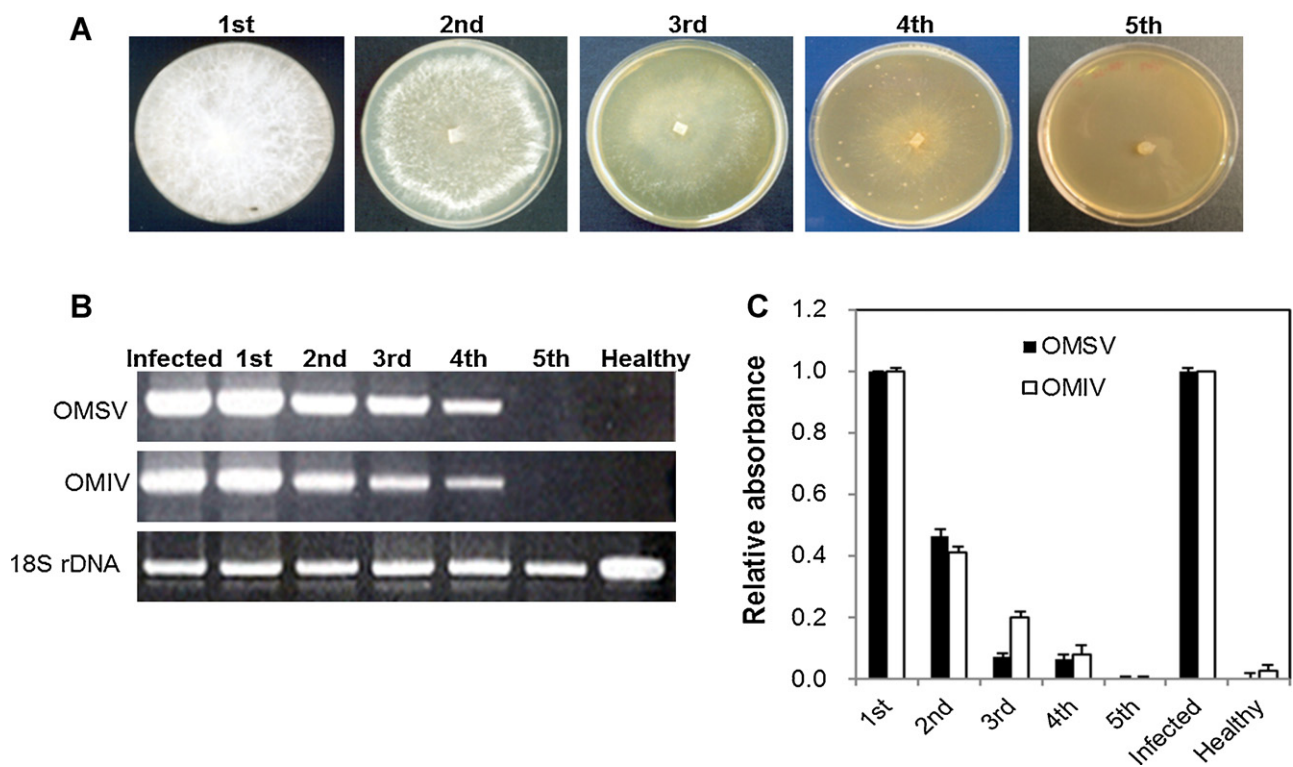 A
1st 2nd 3rd 4th 5th
B
Infected 1st 2nd 3rd 4th 5th Healthy
OMSV
OMIV
18S rDNA
C
Relative absorbance
1.2
1.0
0.8
0.6
0.4
0.2
0.0
OMSV
OMIV
1st 2nd 3rd 4th 5th Infected Healthy